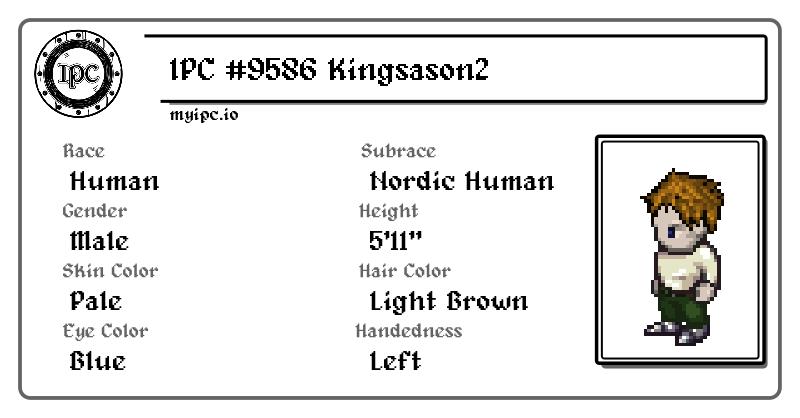 IPC
IPC #9586 Kingsason2
myipc.io
Race
Human
Subrace
Nordic Human
Gender
Male
Height
5'11"
Skin Color
Pale
Hair Color
Light Brown
Eye Color
Blue
Handedness
Left